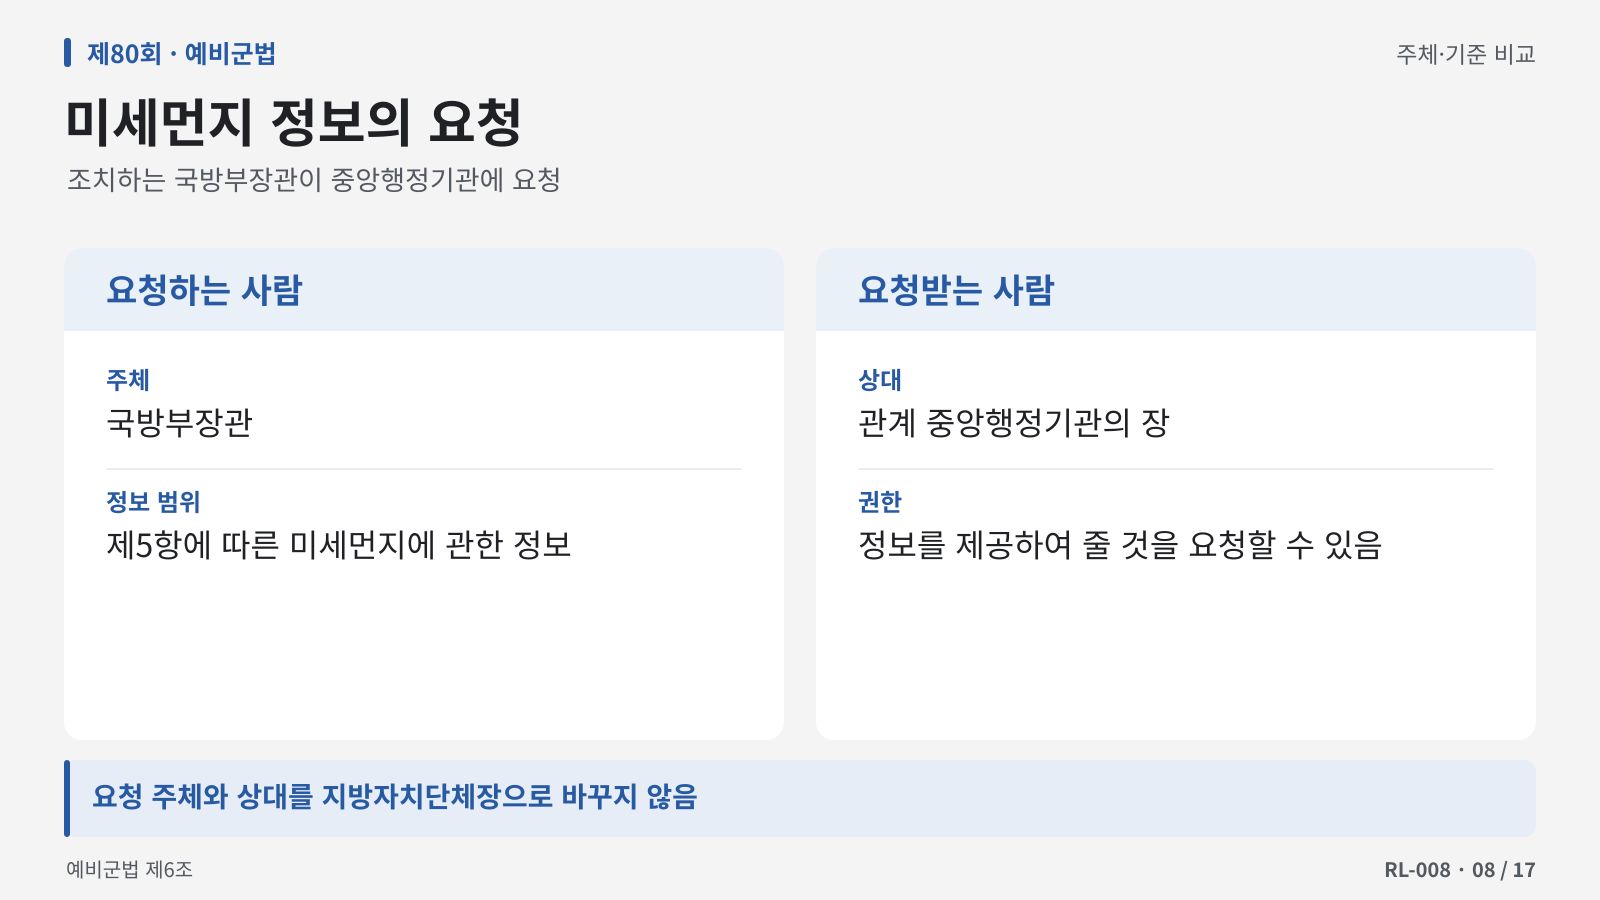 제80회 · 예비군법
주체·기준 비교
미세먼지 정보의 요청
조치하는 국방부장관이 중앙행정기관에 요청
요청하는 사람
주체
국방부장관
정보 범위
제5항에 따른 미세먼지에 관한 정보
요청받는 사람
상대
관계 중앙행정기관의 장
권한
정보를 제공하여 줄 것을 요청할 수 있음
요청 주체와 상대를 지방자치단체장으로 바꾸지 않음
예비군법 제6조
RL-008 · 08 / 17